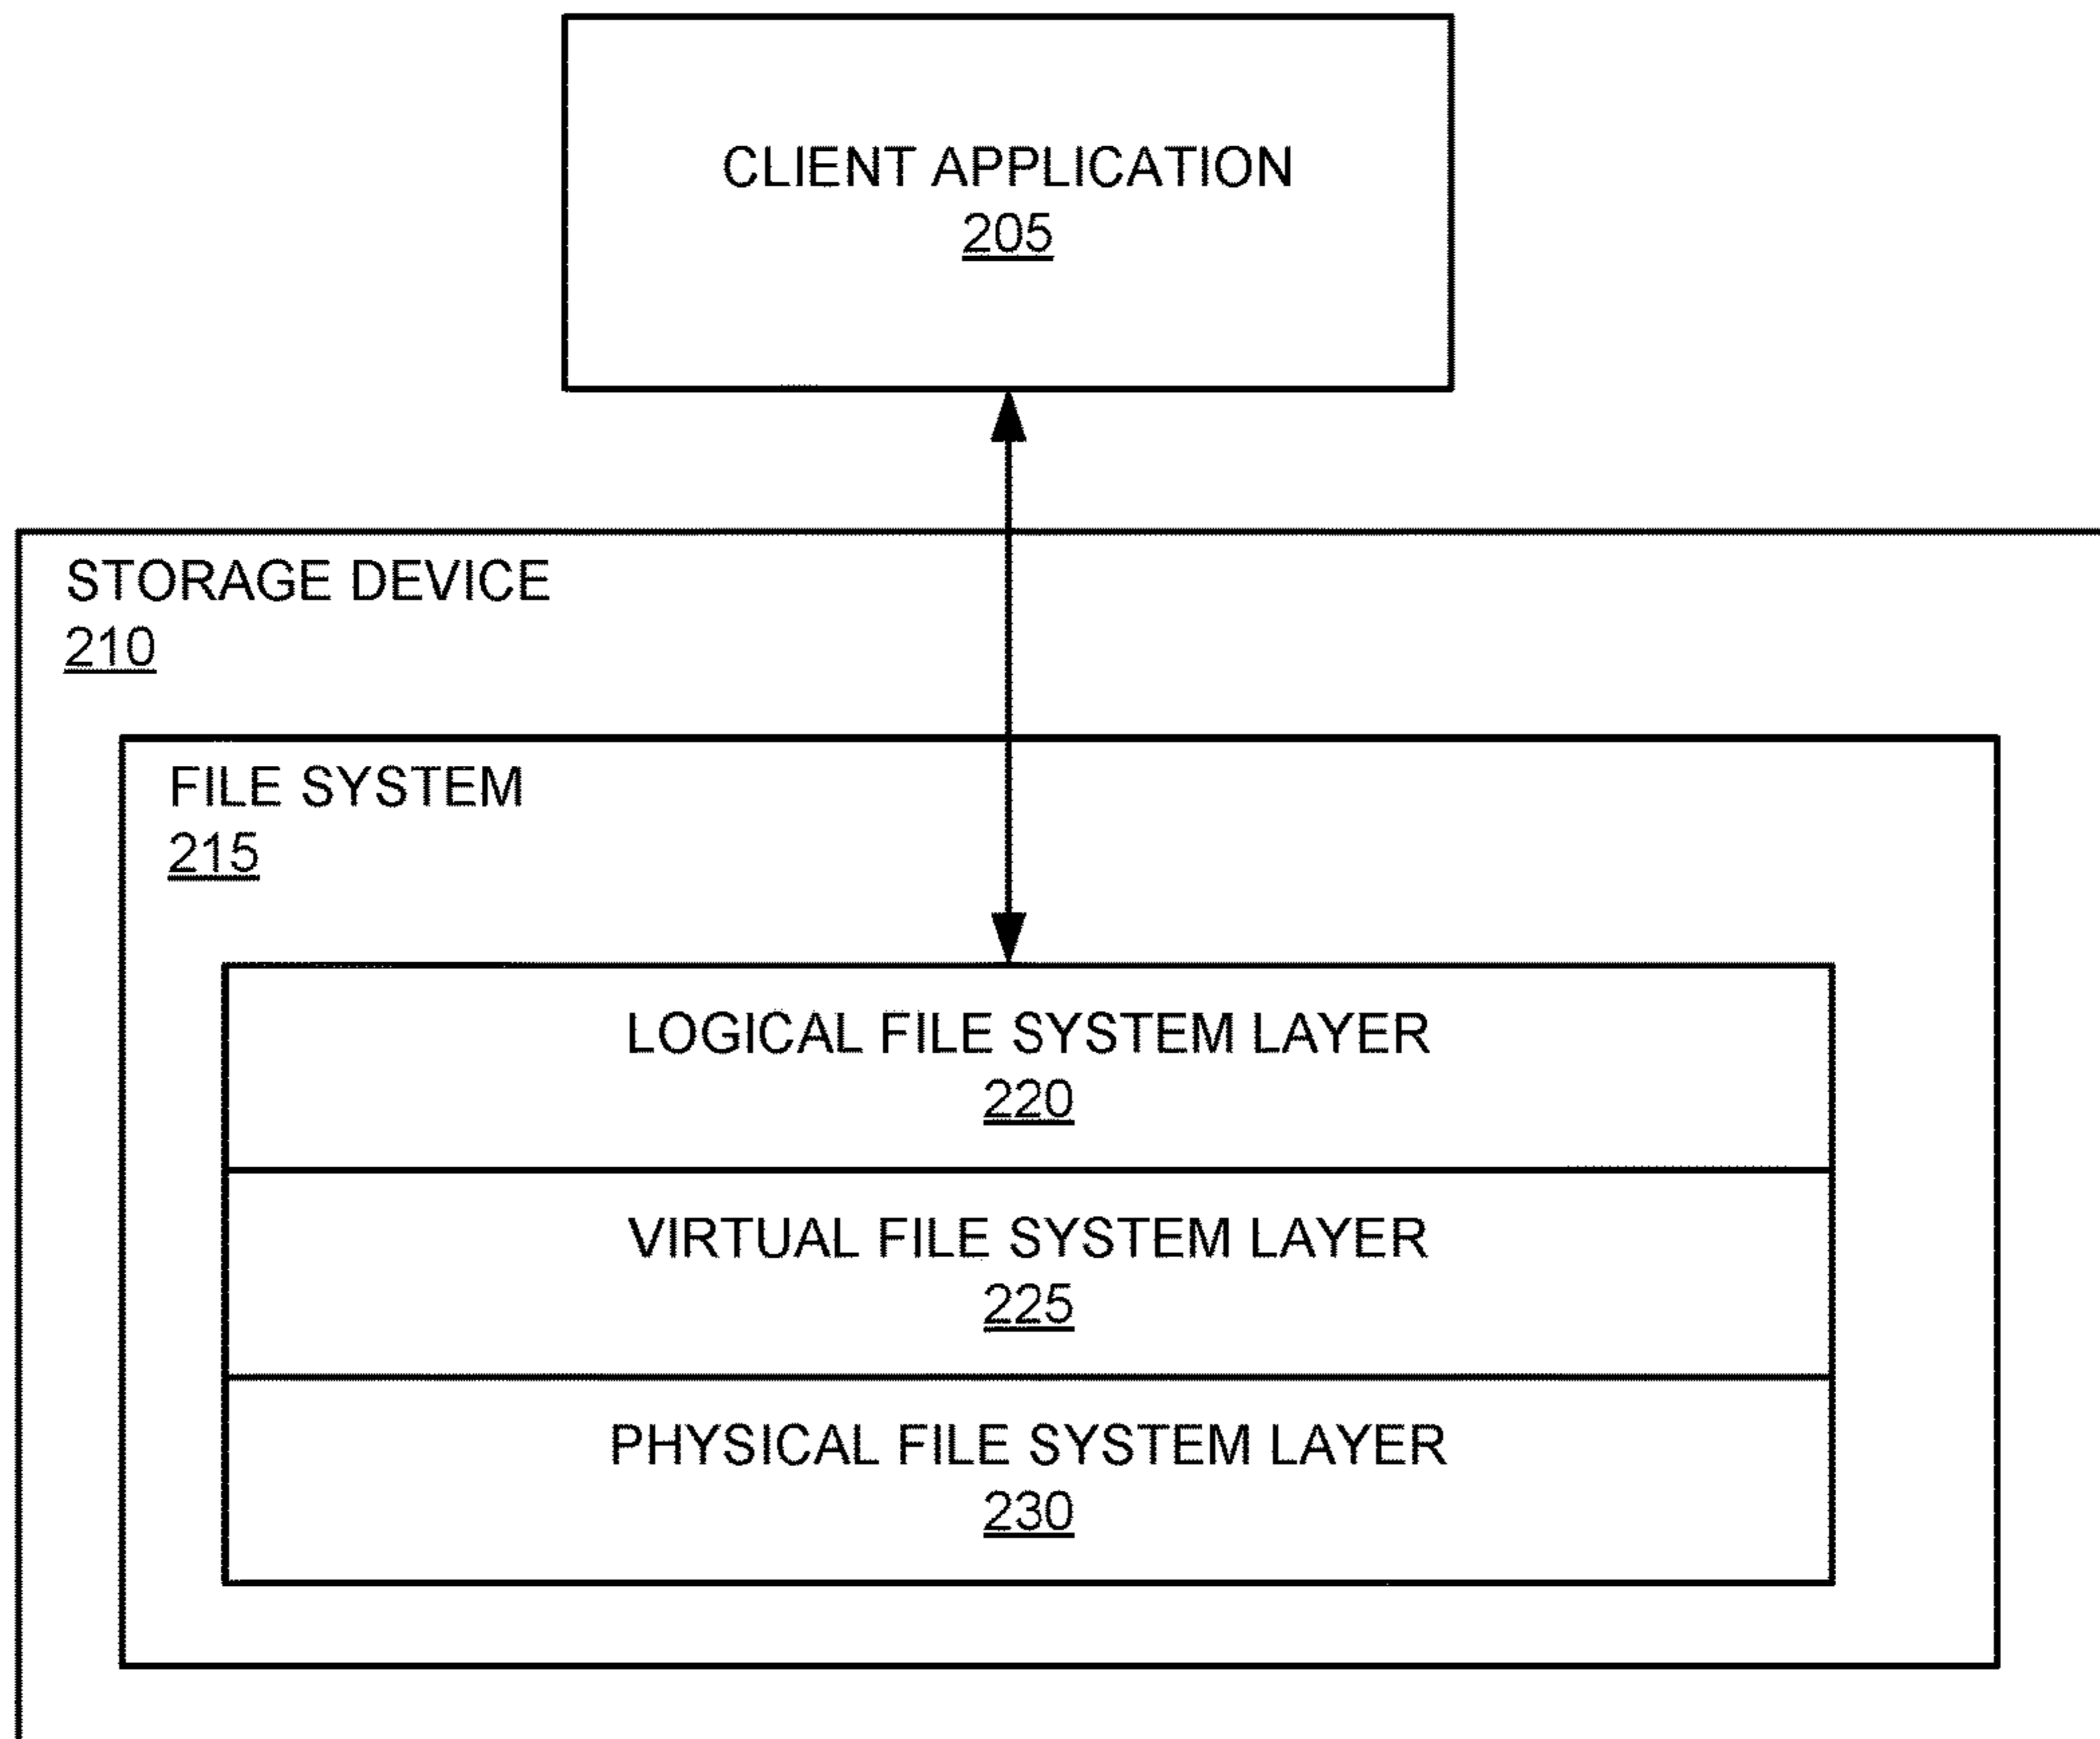 CLIENT APPLICATION
205
STORAGE DEVICE
210
FILE SYSTEM
215
LOGICAL FILE SYSTEM LAYER
220
VIRTUAL FILE SYSTEM LAYER
225
PHYSICAL FILE SYSTEM LAYER
230